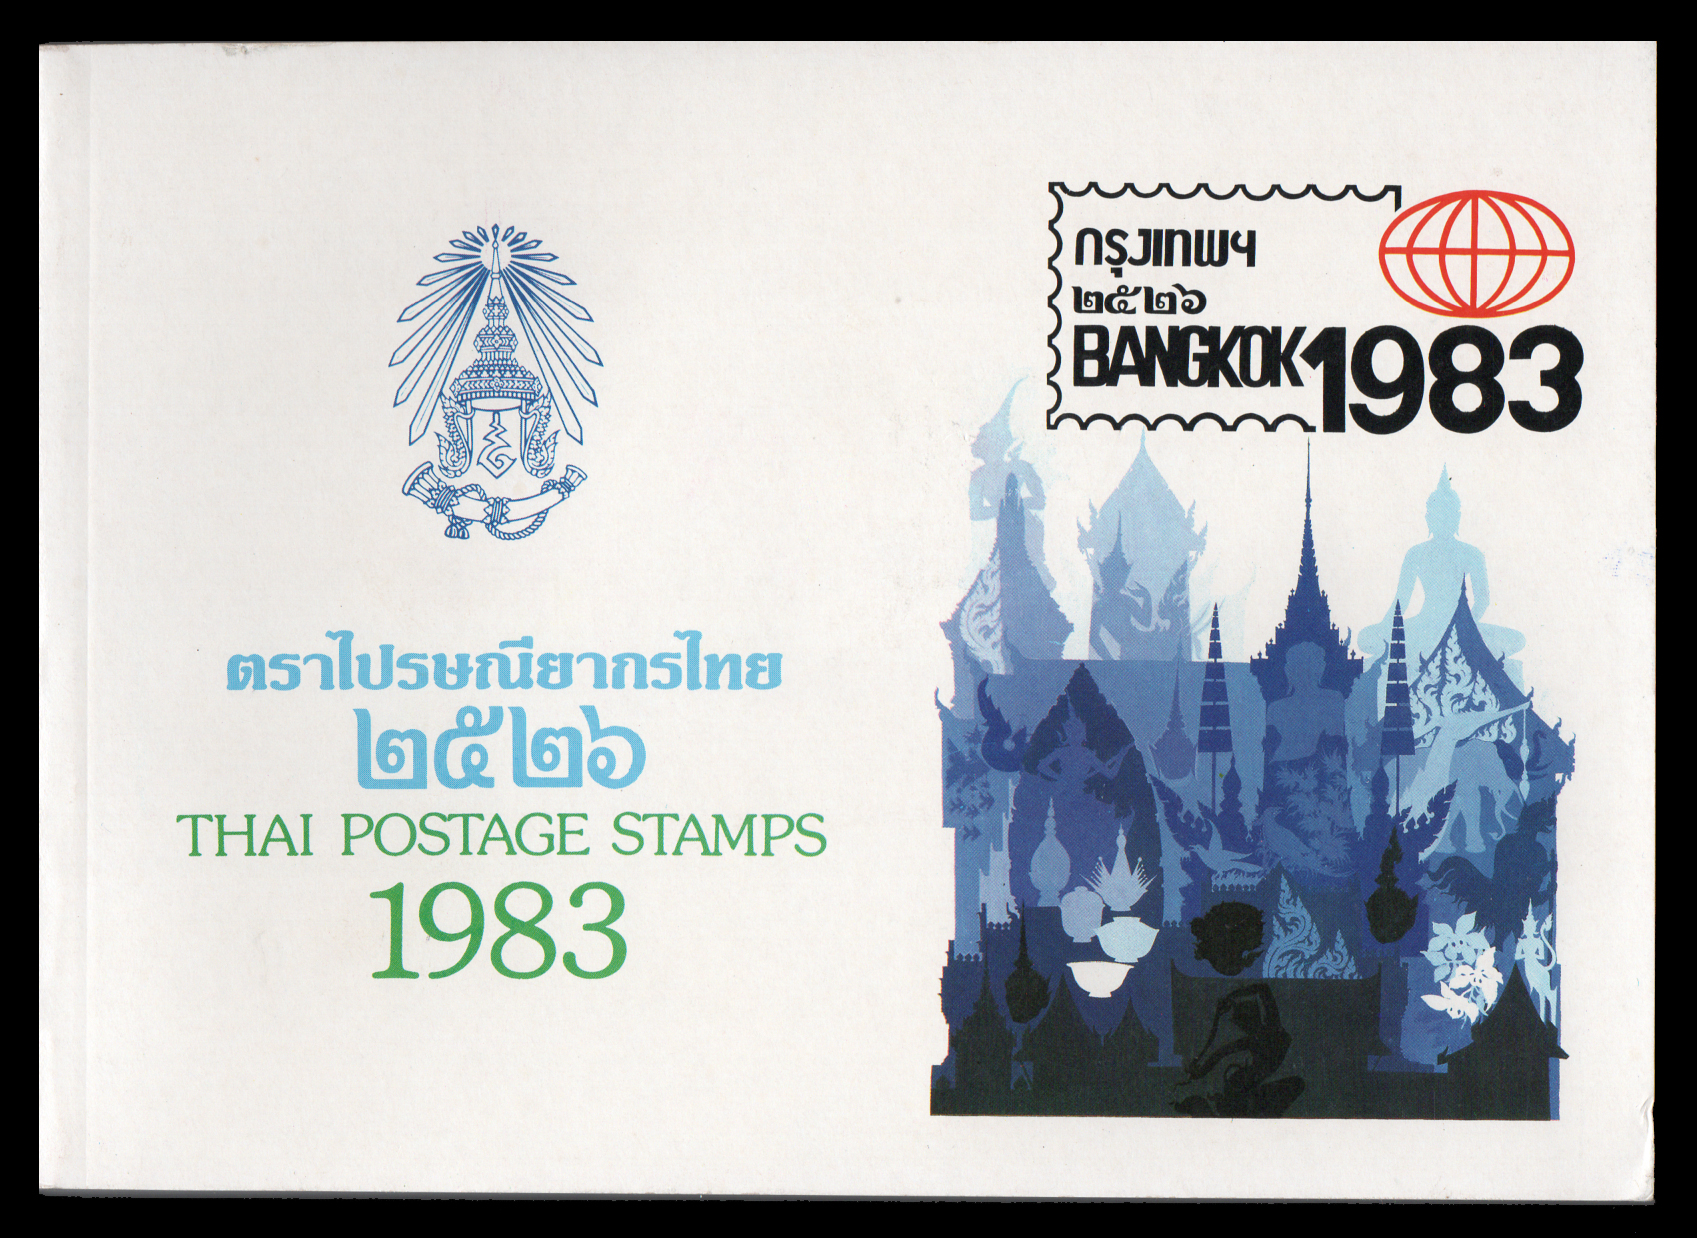 ตราไปรษณียากรไทย
๒๕๒๖
THAI POSTAGE STAMPS
1983
กรุงเทพฯ
๒๕๒๖
BANGKOK 1983